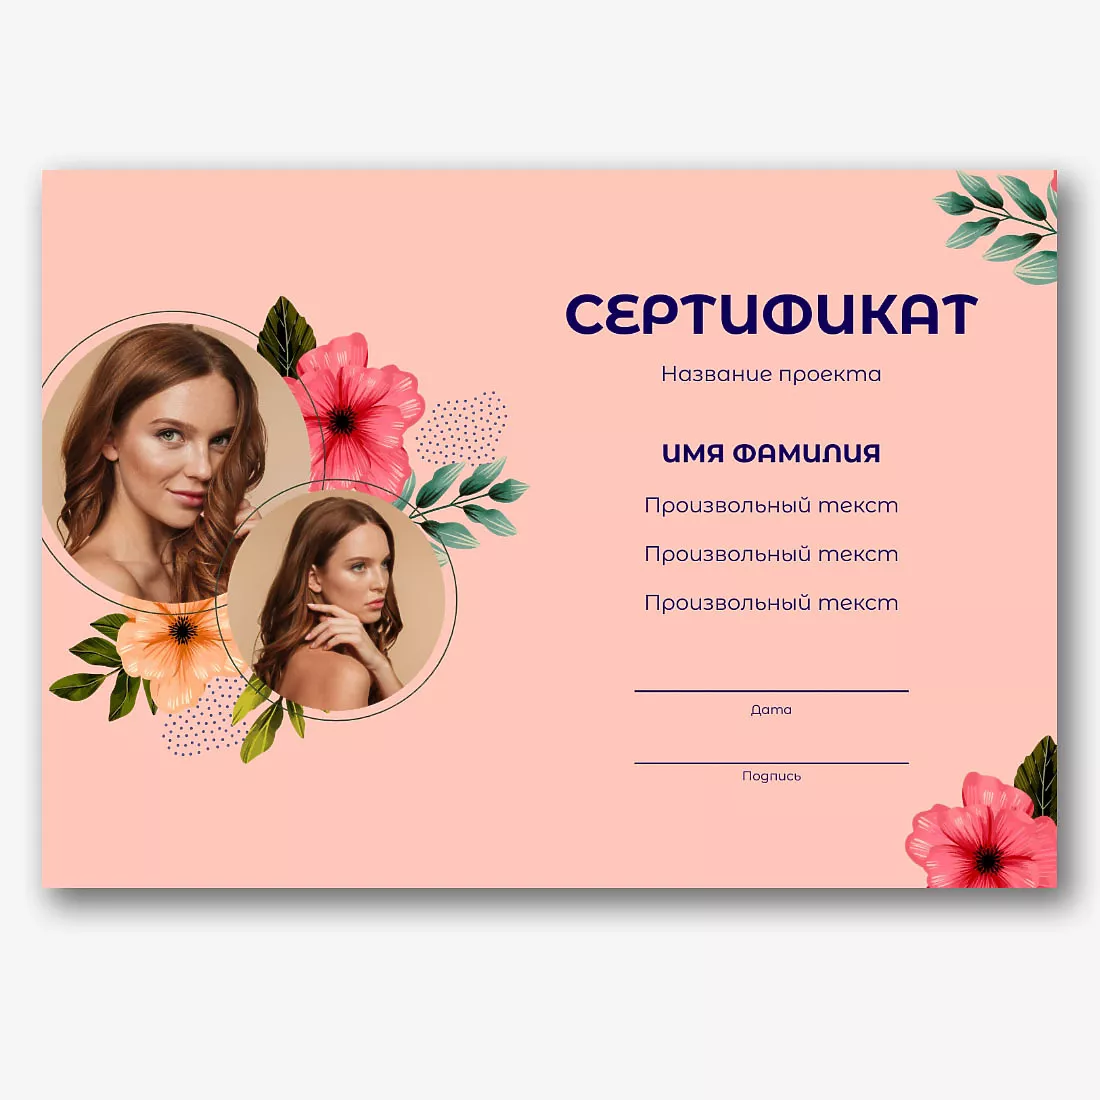 СЕРТИФИКАТ
Название проекта
ИМЯ ФАМИЛИЯ
Произвольный текст
Произвольный текст
Произвольный текст
Дата
Подпись